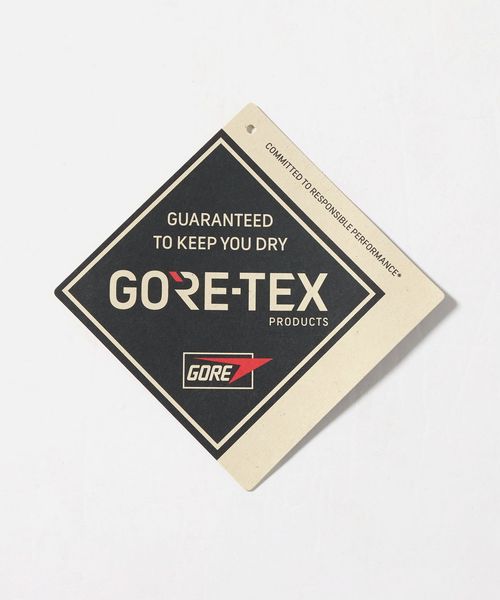 COMMITTED TO RESPONSIBLE PERFORMANCE*
GUARANTEED
TO KEEP YOU DRY
GORE-TEX
PRODUCTS
GORE